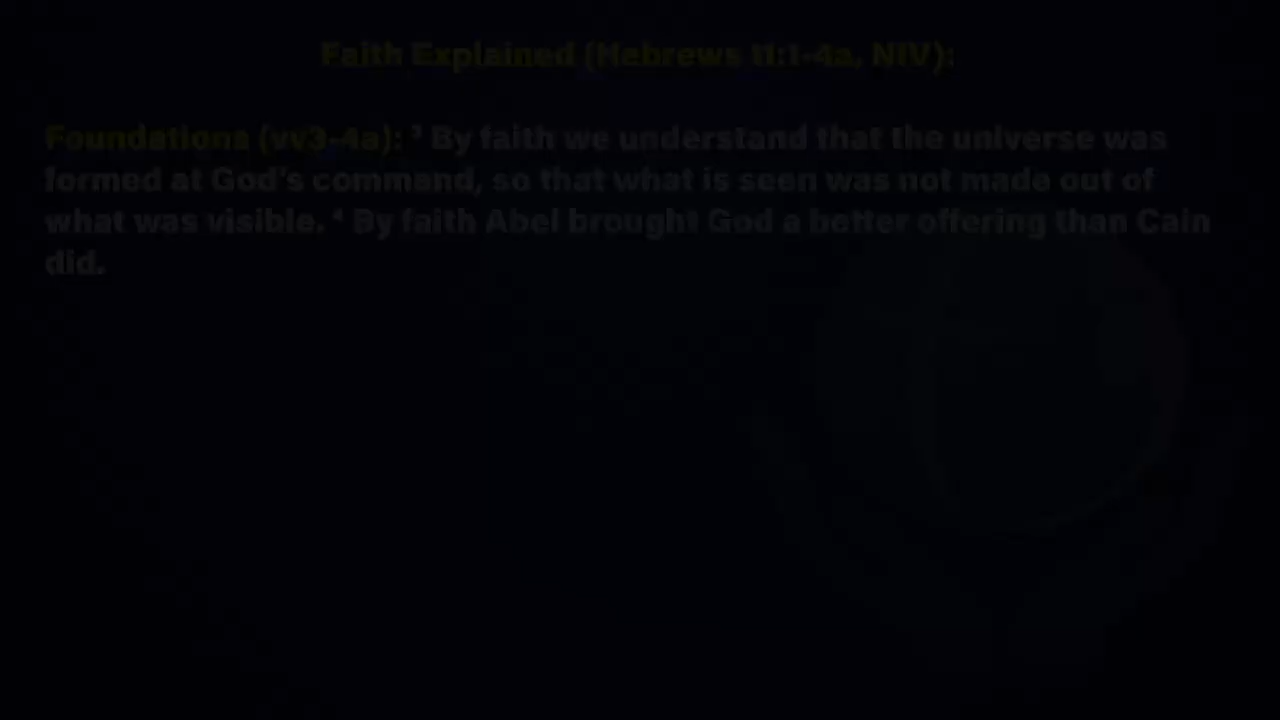 Faith Explained (Hebrews 11:1-4a, NIV):
Foundations (vv3-4a): ³ By faith we understand that the universe was
formed at God's command, so that what is seen was not made out of
what was visible. ⁴ By faith Abel brought God a better offering than Cain
did.